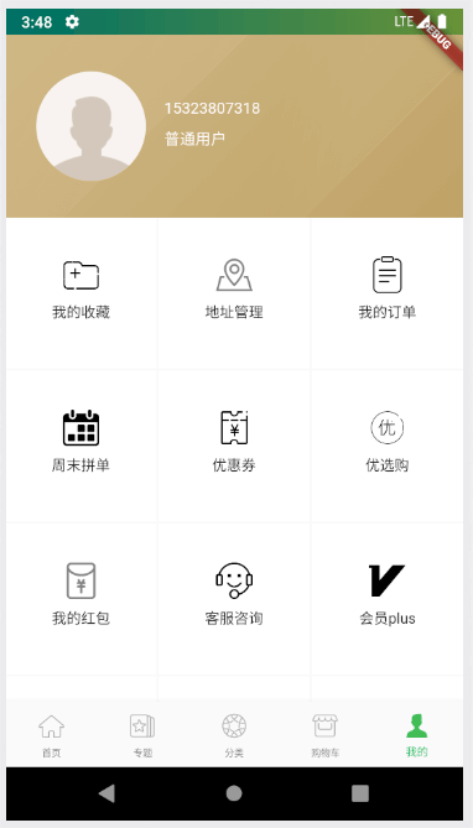 3:48 LTE
DEBUG
15323807318
普通用户
我的收藏 地址管理 我的订单
优
周末拼单 优惠券 优选购
我的红包 客服咨询 会员plus
首页 专题 分类 购物车 我的